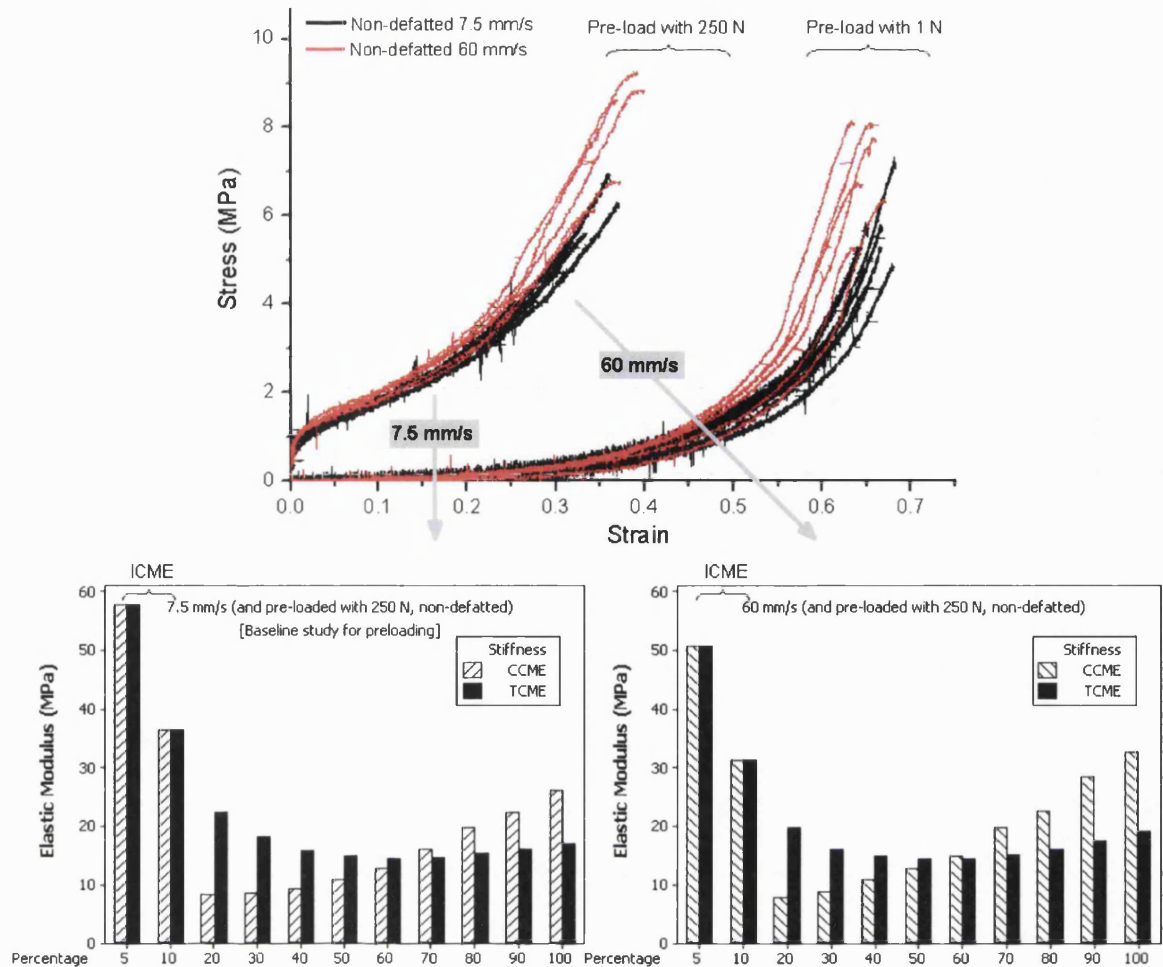 Non-defatted 7.5 mm/s
Non-defatted 60 mm/s
Pre-load with 250 N
Pre-load with 1 N
Stress (MPa)
10
8
6
4
2
0
60 mm/s
7.5 mm/s
0.0 0.1 0.2 0.3 0.4 0.5 0.6 0.7
Strain
ICME
7.5 mm/s (and pre-loaded with 250 N, non-defatted)
[Baseline study for preloading]
Stiffness
CCME
TCME
Elastic Modulus (MPa)
60
50
40
30
20
10
0
Percentage 5 10 20 30 40 50 60 70 80 90 100
ICME
60 mm/s (and pre-loaded with 250 N, non-defatted)
Stiffness
CCME
TCME
Elastic Modulus (MPa)
60
50
40
30
20
10
0
Percentage 5 10 20 30 40 50 60 70 80 90 100